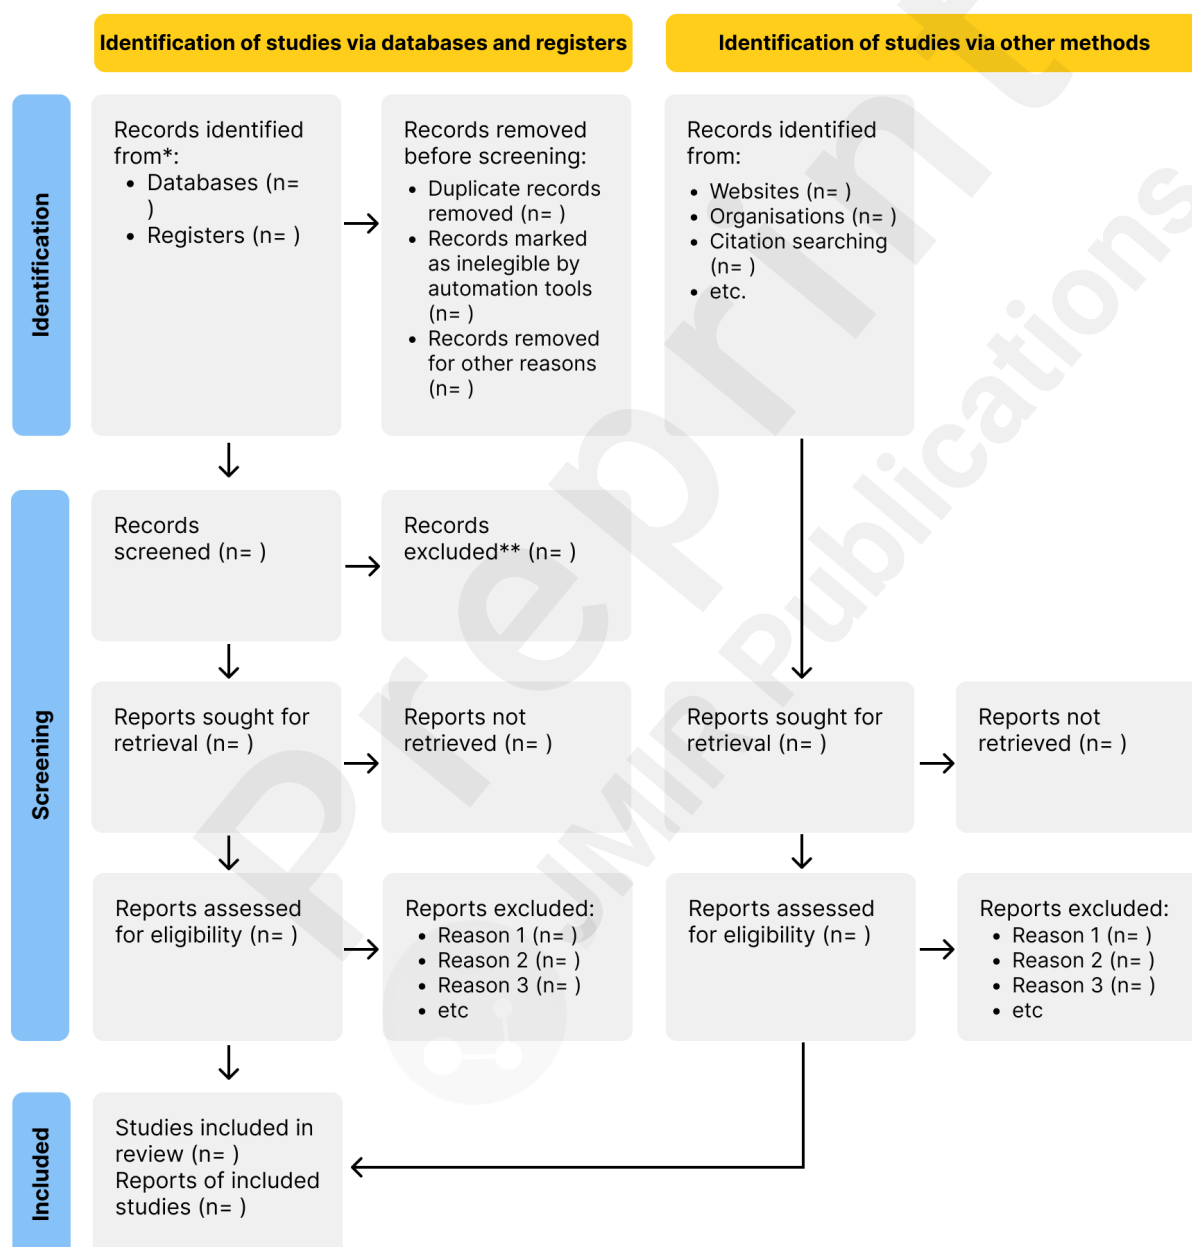 Identification of studies via databases and registers
Identification of studies via other methods
Identification
Records identified
from*:
• Databases (n=
)
• Registers (n= )
Records removed
before screening:
• Duplicate records
removed (n= )
• Records marked
as inelegible by
automation tools
(n= )
• Records removed
for other reasons
(n= )
Records identified
from:
• Websites (n= )
• Organisations (n= )
• Citation searching
(n= )
• etc.
Screening
Records
screened (n= )
Records
excluded** (n= )
Reports sought for
retrieval (n= )
Reports not
retrieved (n= )
Reports sought for
retrieval (n= )
Reports not
retrieved (n= )
Reports assessed
for eligibility (n= )
Reports excluded:
• Reason 1 (n= )
• Reason 2 (n= )
• Reason 3 (n= )
• etc
Reports assessed
for eligibility (n= )
Reports excluded:
• Reason 1 (n= )
• Reason 2 (n= )
• Reason 3 (n= )
• etc
Included
Studies included in
review (n= )
Reports of included
studies (n= )
Preprint
JMIR Publications